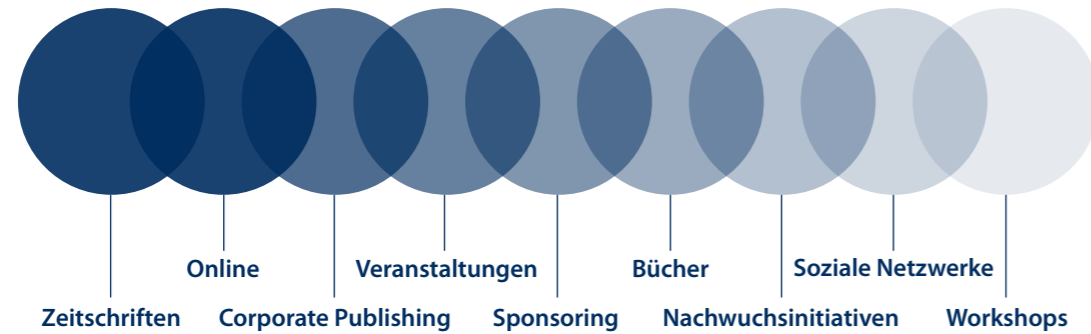 Online Veranstaltungen Bücher Soziale Netzwerke
Zeitschriften Corporate Publishing Sponsoring Nachwuchsinitiativen Workshops